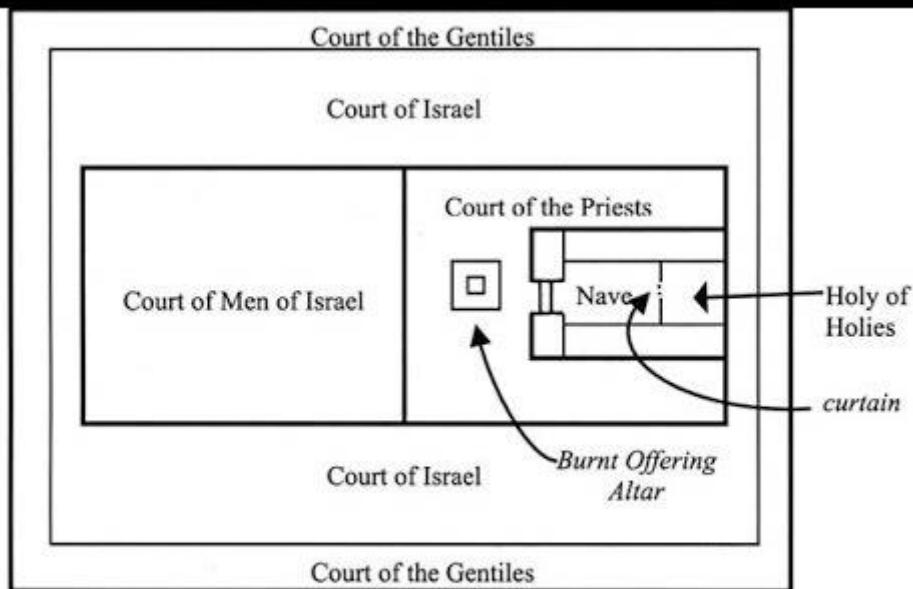 Court of the Gentiles
Court of Israel
Court of the Priests
Court of Men of Israel
Nave
Holy of
Holies
curtain
Burnt Offering
Altar
Court of Israel
Court of the Gentiles